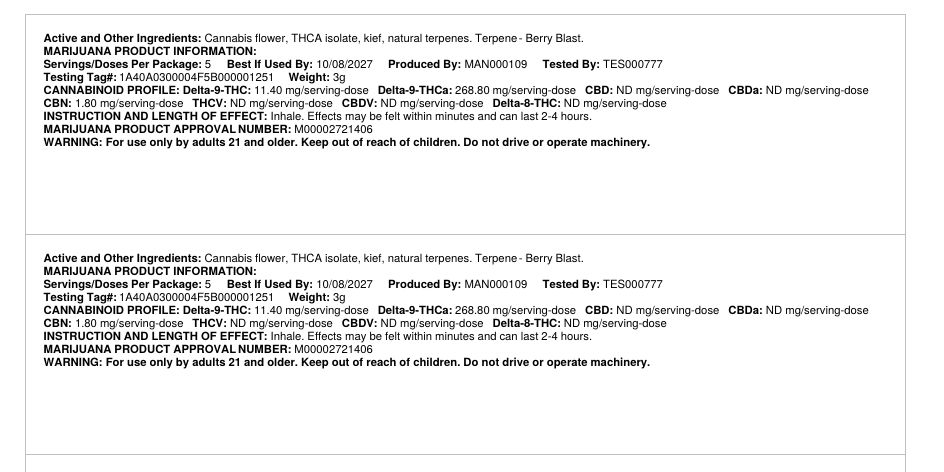 Active and Other Ingredients: Cannabis flower, THCA isolate, kief, natural terpenes. Terpene - Berry Blast.
MARIJUANA PRODUCT INFORMATION:
Servings/Doses Per Package: 5 Best If Used By: 10/08/2027 Produced By: MAN000109 Tested By: TES000777
Testing Tag#: 1A40A0300004F5B000001251 Weight: 3g
CANNABINOID PROFILE: Delta-9-THC: 11.40 mg/serving-dose Delta-9-THCa: 268.80 mg/serving-dose CBD: ND mg/serving-dose CBDa: ND mg/serving-dose
CBN: 1.80 mg/serving-dose THCV: ND mg/serving-dose CBDV: ND mg/serving-dose Delta-8-THC: ND mg/serving-dose
INSTRUCTION AND LENGTH OF EFFECT: Inhale. Effects may be felt within minutes and can last 2-4 hours.
MARIJUANA PRODUCT APPROVAL NUMBER: M00002721406
WARNING: For use only by adults 21 and older. Keep out of reach of children. Do not drive or operate machinery.
Active and Other Ingredients: Cannabis flower, THCA isolate, kief, natural terpenes. Terpene - Berry Blast.
MARIJUANA PRODUCT INFORMATION:
Servings/Doses Per Package: 5 Best If Used By: 10/08/2027 Produced By: MAN000109 Tested By: TES000777
Testing Tag#: 1A40A0300004F5B000001251 Weight: 3g
CANNABINOID PROFILE: Delta-9-THC: 11.40 mg/serving-dose Delta-9-THCa: 268.80 mg/serving-dose CBD: ND mg/serving-dose CBDa: ND mg/serving-dose
CBN: 1.80 mg/serving-dose THCV: ND mg/serving-dose CBDV: ND mg/serving-dose Delta-8-THC: ND mg/serving-dose
INSTRUCTION AND LENGTH OF EFFECT: Inhale. Effects may be felt within minutes and can last 2-4 hours.
MARIJUANA PRODUCT APPROVAL NUMBER: M00002721406
WARNING: For use only by adults 21 and older. Keep out of reach of children. Do not drive or operate machinery.